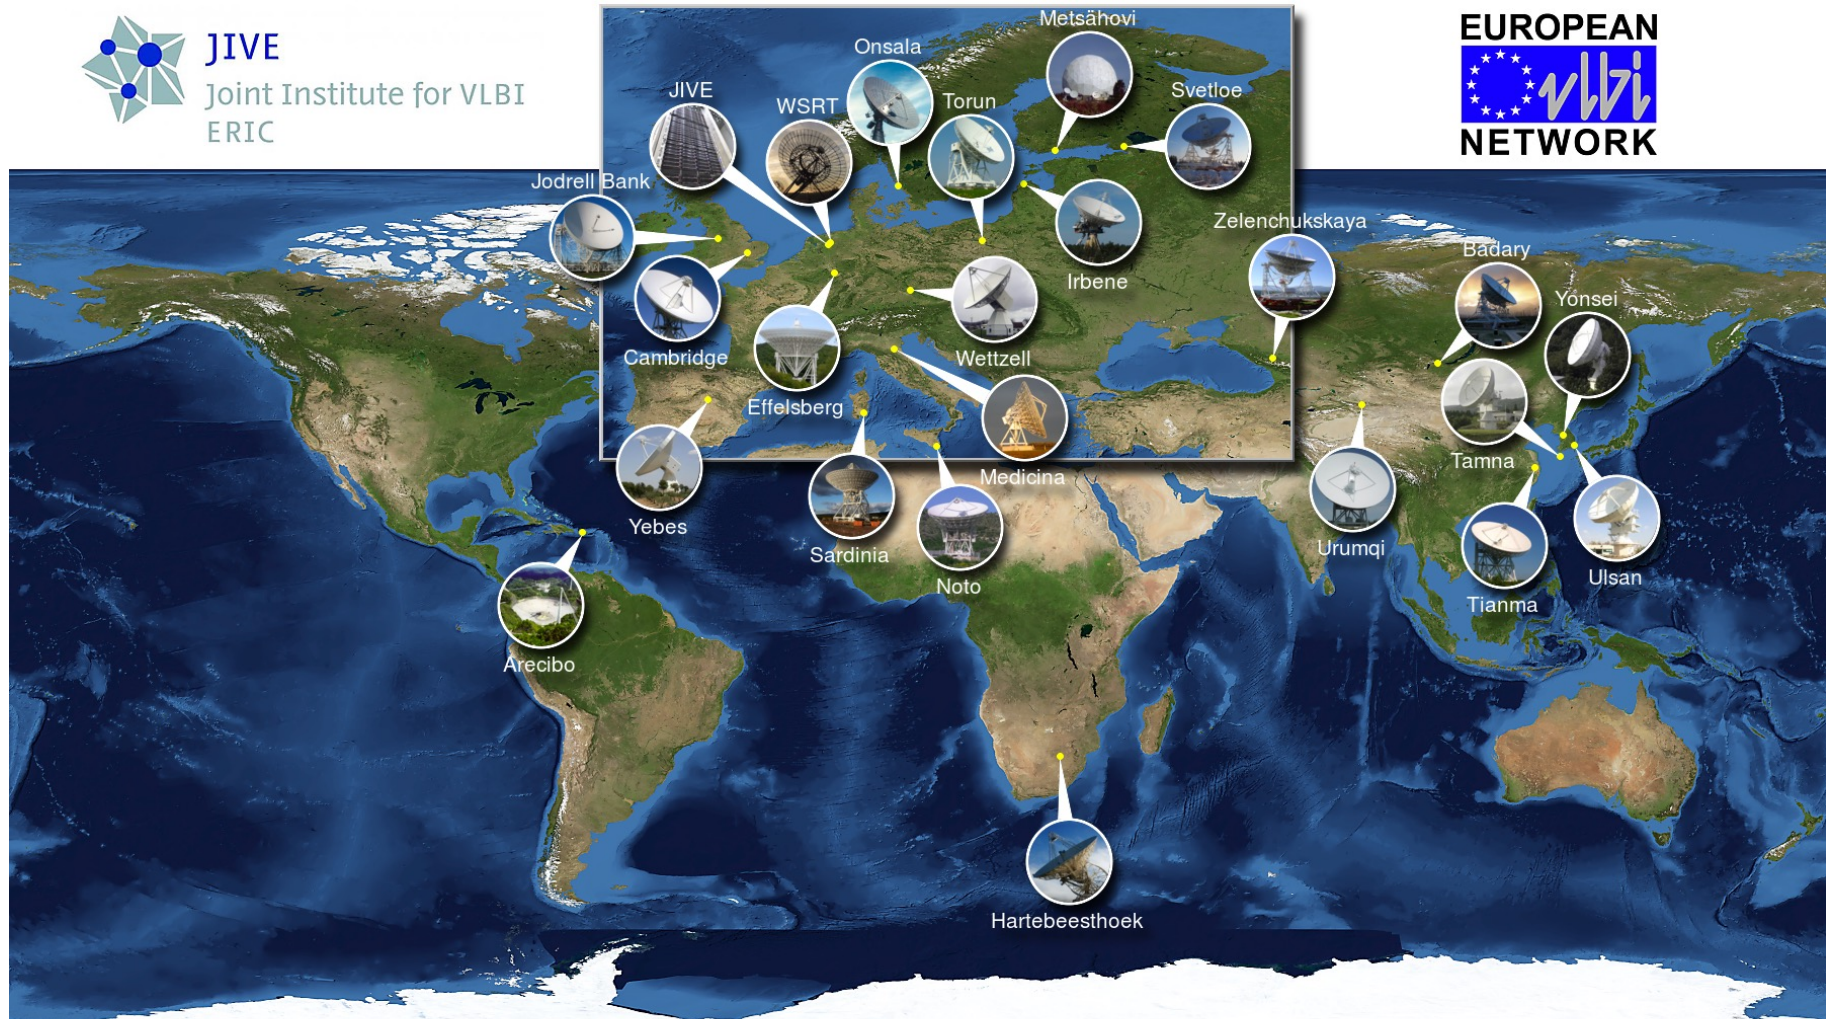 JIVE
Joint Institute for VLBI
ERIC
EUROPEAN
vlbi
NETWORK
Metsähovi
Onsala
JIVE
WSRT
Torun
Svetloe
Jodrell Bank
Zelenchukskaya
Badary
Irbene
Yonsei
Cambridge
Wettzell
Effelsberg
Medicina
Tamna
Yebes
Sardinia
Noto
Urumqi
Ulsan
Tianma
Arecibo
Hartebeesthoek